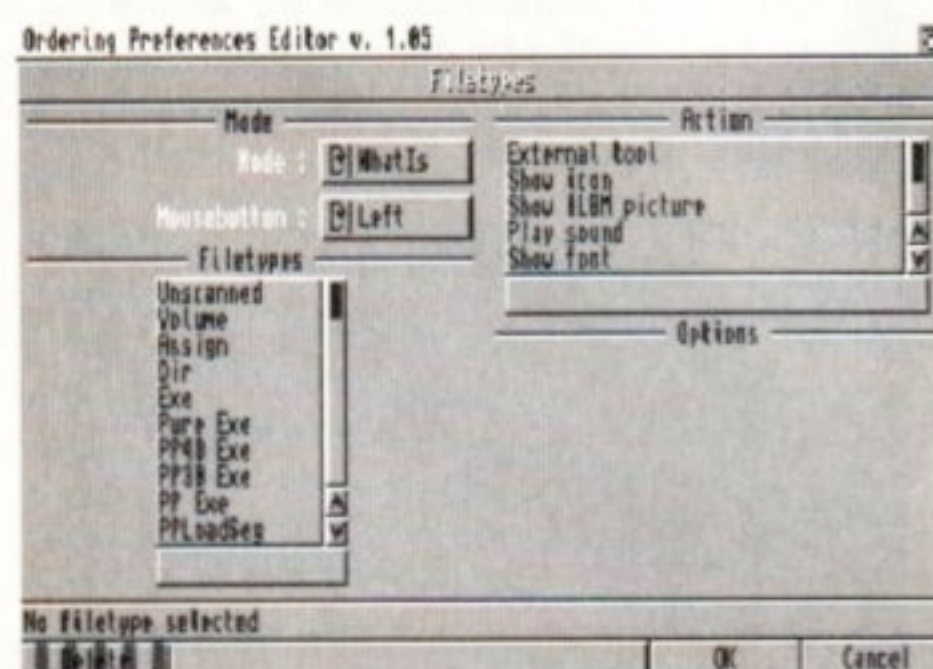 Ordering Preferences Editor v. 1.05
Filetypes
Mode
Mode : WhatIs
Mousebutton : Left
Filetypes
Unscanned
Volume
Assign
Dir
Exe
Pure Exe
PP40 Exe
PP30 Exe
PP Exe
PPLoadSeg
Action
External tool
Show icon
Show ILBM picture
Play sound
Show font
Options
No filetype selected
Delete
OK
Cancel